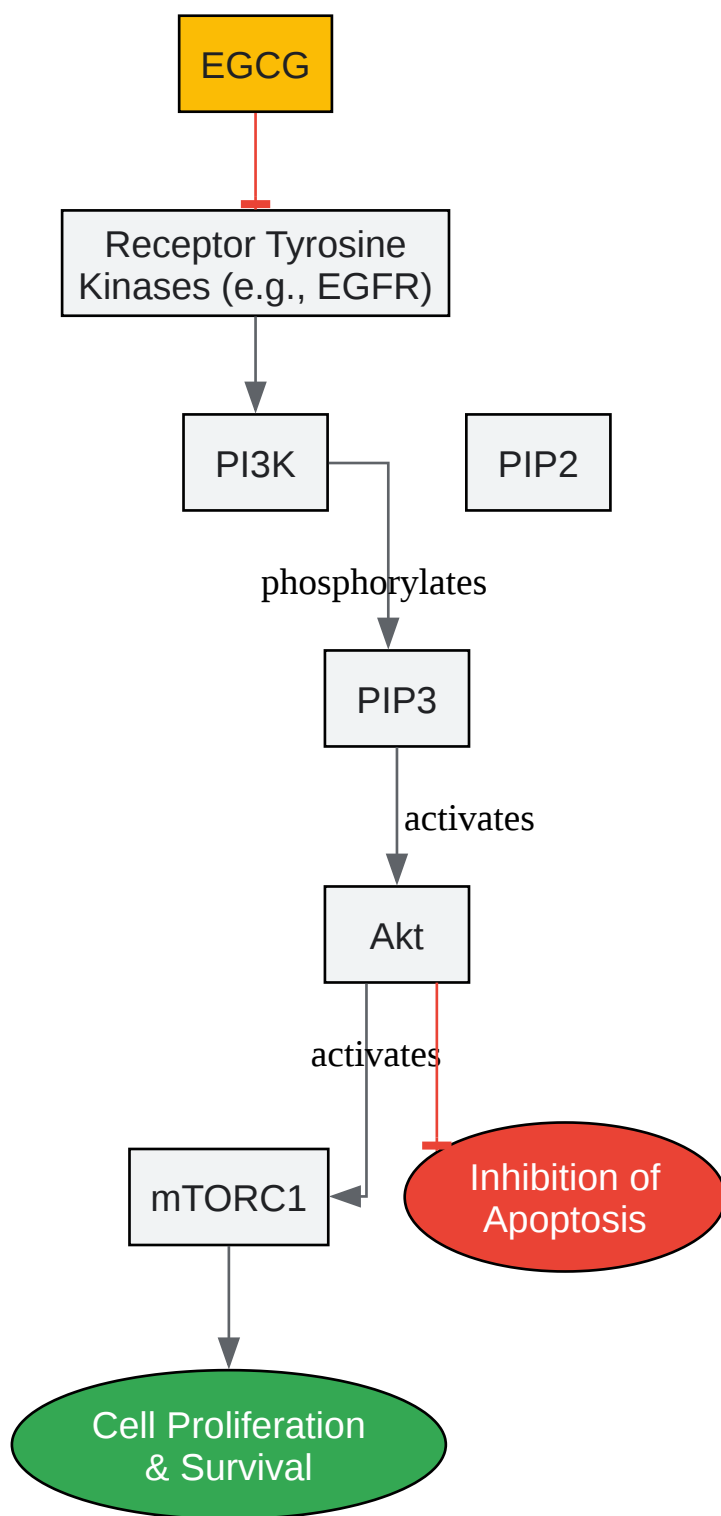 EGCG
Receptor Tyrosine
Kinases (e.g., EGFR)
PI3K
PIP2
phosphorylates
PIP3
activates
Akt
activates
mTORC1
Inhibition of
Apoptosis
Cell Proliferation
& Survival